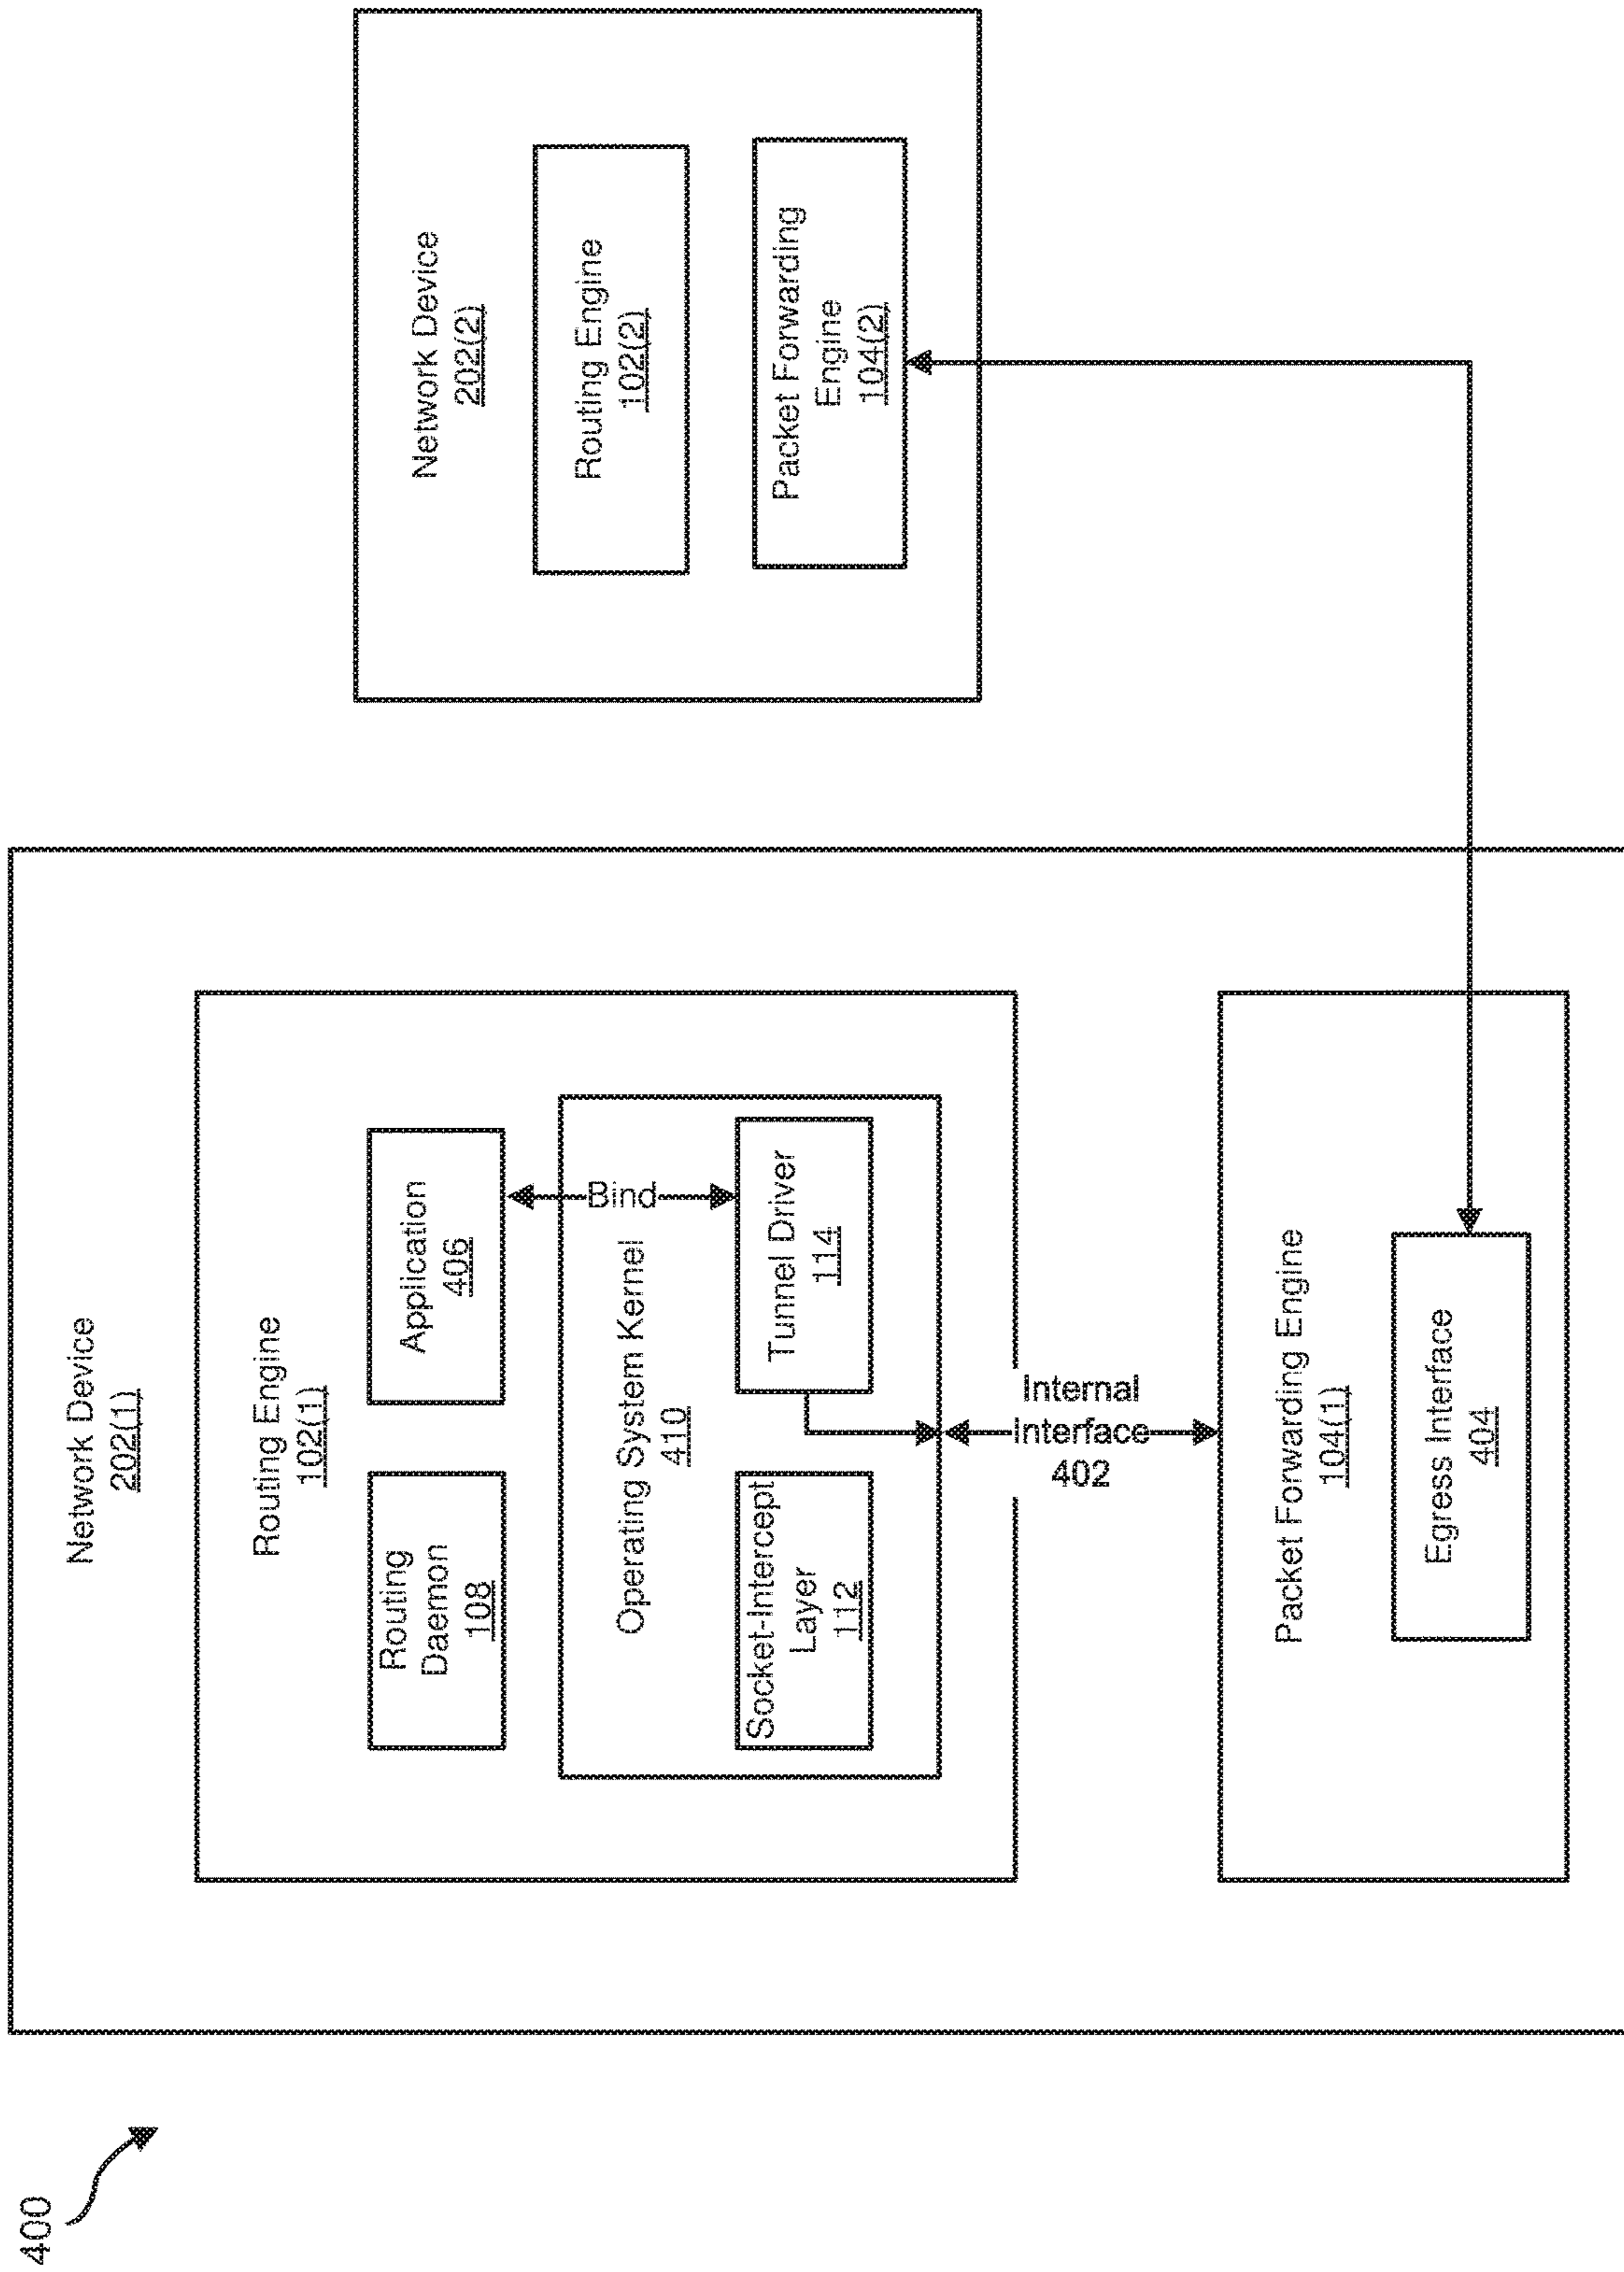 400
Network Device
202(1)
Routing Engine
102(1)
Routing
Daemon
108
Application
406
Operating System Kernel
410
Bind
Socket-Intercept
Layer
112
Tunnel Driver
114
Internal
Interface
402
Packet Forwarding Engine
104(1)
Egress Interface
404
Network Device
202(2)
Routing Engine
102(2)
Packet Forwarding
Engine
104(2)